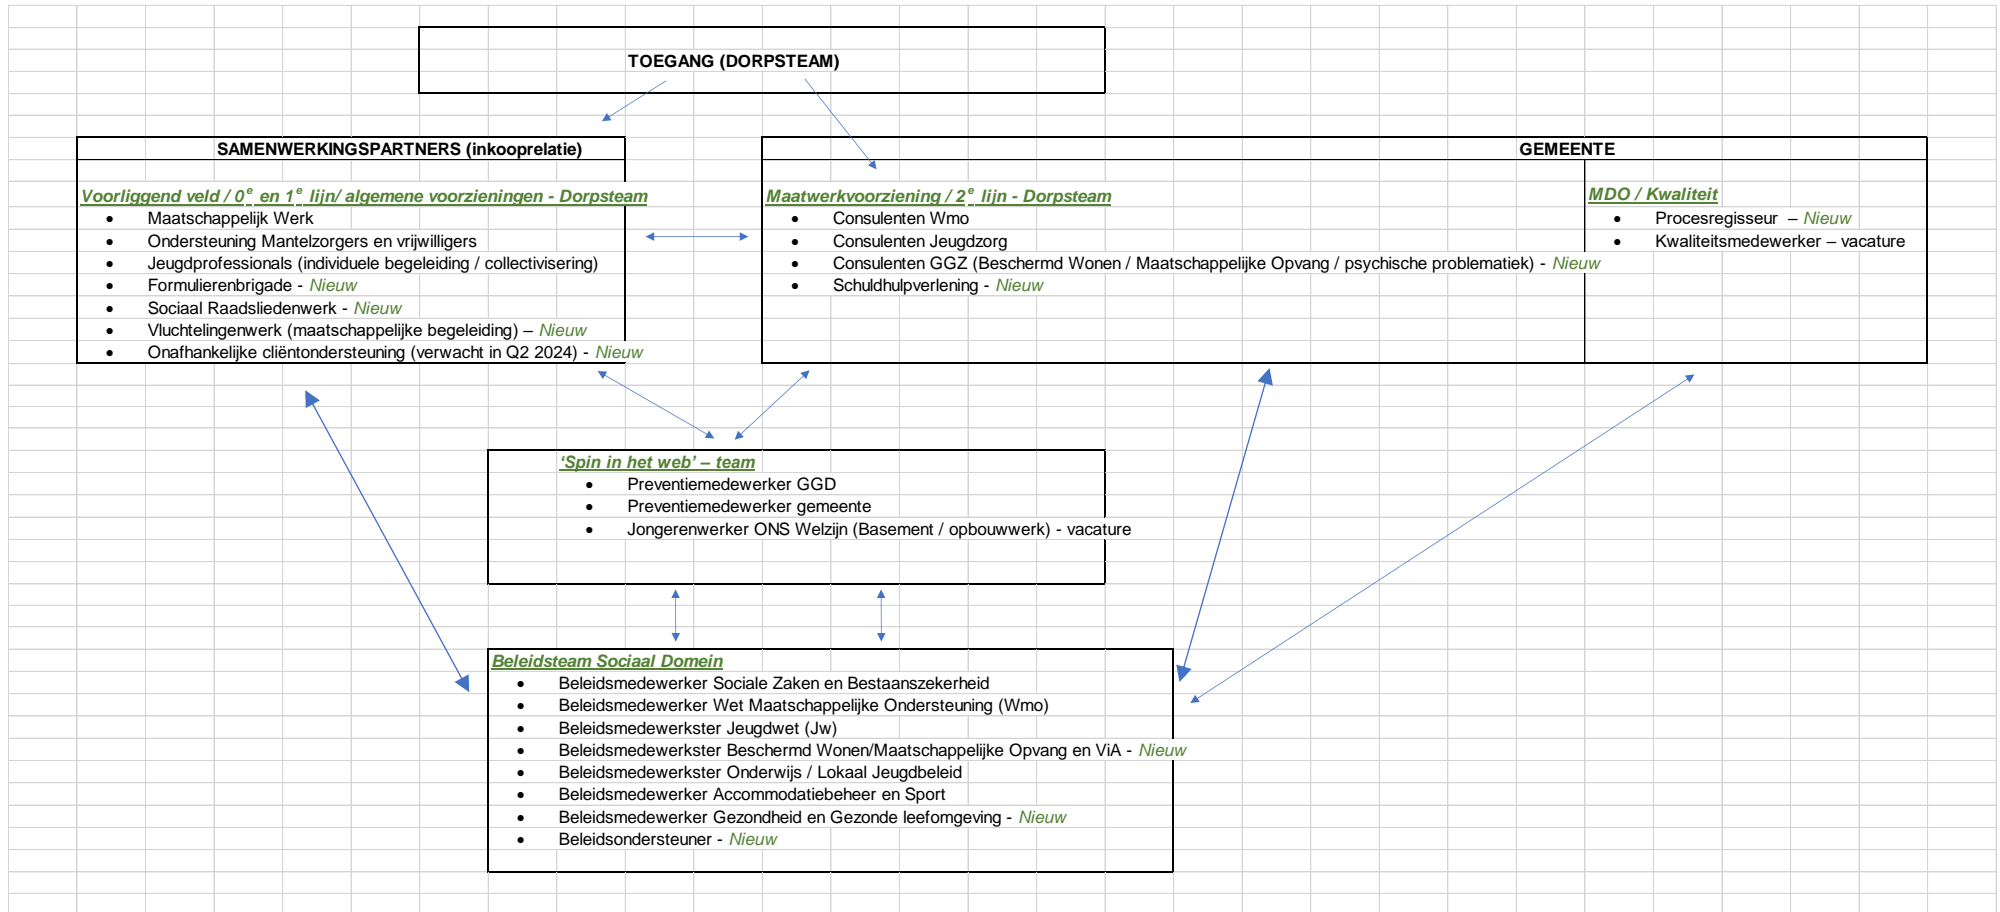 TOEGANG (DORPSTEAM)
SAMENWERKINGSPARTNERS (inkooprelatie)
Voorliggend veld / 0e en 1e lijn/ algemene voorzieningen - Dorpsteam
• Maatschappelijk Werk
• Ondersteuning Mantelzorgers en vrijwilligers
• Jeugdprofessionals (individuele begeleiding / collectivisering)
• Formulierenbrigade - Nieuw
• Sociaal Raadsliedenwerk - Nieuw
• Vluchtelingenwerk (maatschappelijke begeleiding) – Nieuw
• Onafhankelijke cliëntondersteuning (verwacht in Q2 2024) - Nieuw
GEMEENTE
Maatwerkvoorziening / 2e lijn - Dorpsteam
• Consulenten Wmo
• Consulenten Jeugdzorg
• Consulenten GGZ (Beschermd Wonen / Maatschappelijke Opvang / psychische problematiek) - Nieuw
• Schuldhulpverlening - Nieuw
MDO / Kwaliteit
• Procesregisseur – Nieuw
• Kwaliteitsmedewerker – vacature
‘Spin in het web’ – team
• Preventiemedewerker GGD
• Preventiemedewerker gemeente
• Jongerenwerker ONS Welzijn (Basement / opbouwwerk) - vacature
Beleidsteam Sociaal Domein
• Beleidsmedewerker Sociale Zaken en Bestaanszekerheid
• Beleidsmedewerker Wet Maatschappelijke Ondersteuning (Wmo)
• Beleidsmedewerkster Jeugdwet (Jw)
• Beleidsmedewerkster Beschermd Wonen/Maatschappelijke Opvang en ViA - Nieuw
• Beleidsmedewerkster Onderwijs / Lokaal Jeugdbeleid
• Beleidsmedewerker Accommodatiebeheer en Sport
• Beleidsmedewerker Gezondheid en Gezonde leefomgeving - Nieuw
• Beleidsondersteuner - Nieuw